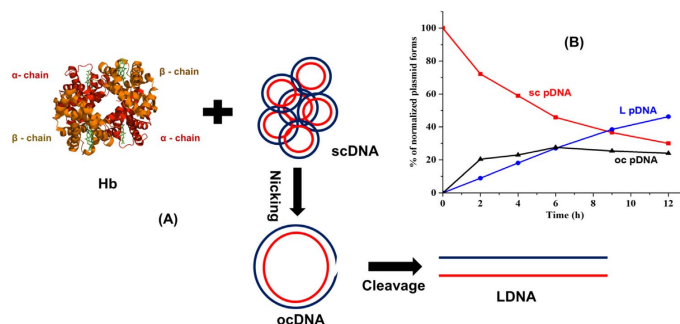 α- chain
β - chain
β - chain
α - chain
Hb
(A)
scDNA
Nicking
ocDNA
Cleavage
LDNA
(B)
% of normalized plasmid forms
100
80
60
40
20
0
sc pDNA
L pDNA
oc pDNA
0 2 4 6 8 10 12
Time (h)